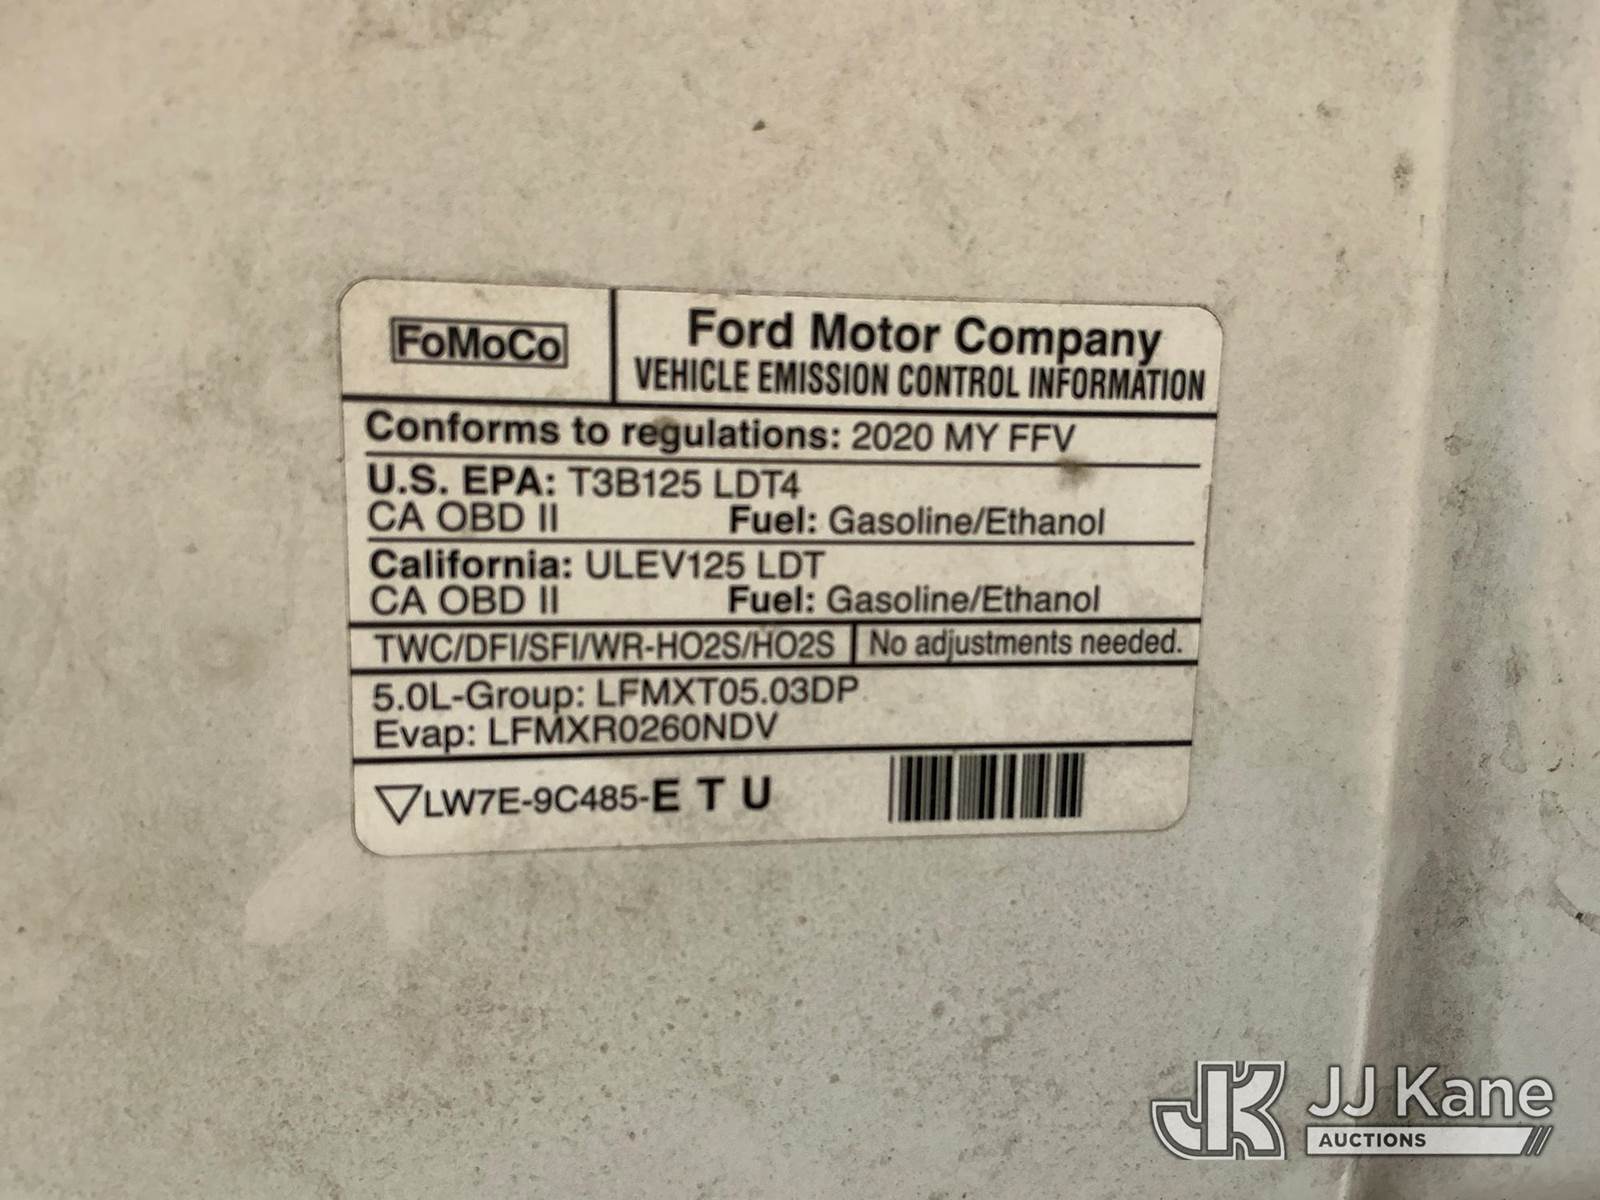 FoMoCo
Ford Motor Company
VEHICLE EMISSION CONTROL INFORMATION
Conforms to regulations: 2020 MY FFV
U.S. EPA: T3B125 LDT4
CA OBD II Fuel: Gasoline/Ethanol
California: ULEV125 LDT
CA OBD II Fuel: Gasoline/Ethanol
TWC/DFI/SFI/WR-HO2S/HO2S No adjustments needed.
5.0L-Group: LFMXT05.03DP
Evap: LFMXR0260NDV
LW7E-9C485-E T U
JK JJ Kane
AUCTIONS